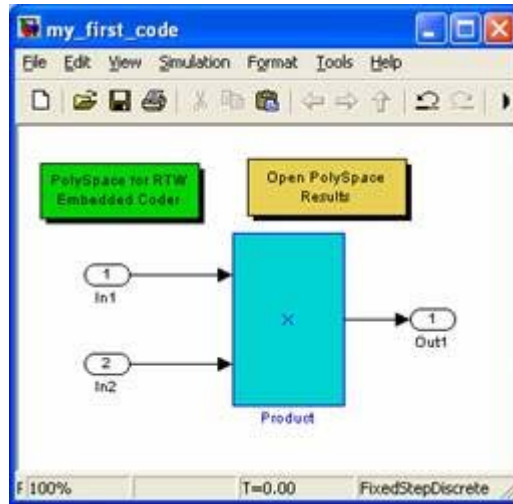 my_first_code
File Edit View Simulation Format Tools Help
PolySpace for RTW
Embedded Coder
Open PolySpace
Results
1
In1
×
1
Out1
2
In2
Product
100% T=0.00 FixedStepDiscrete